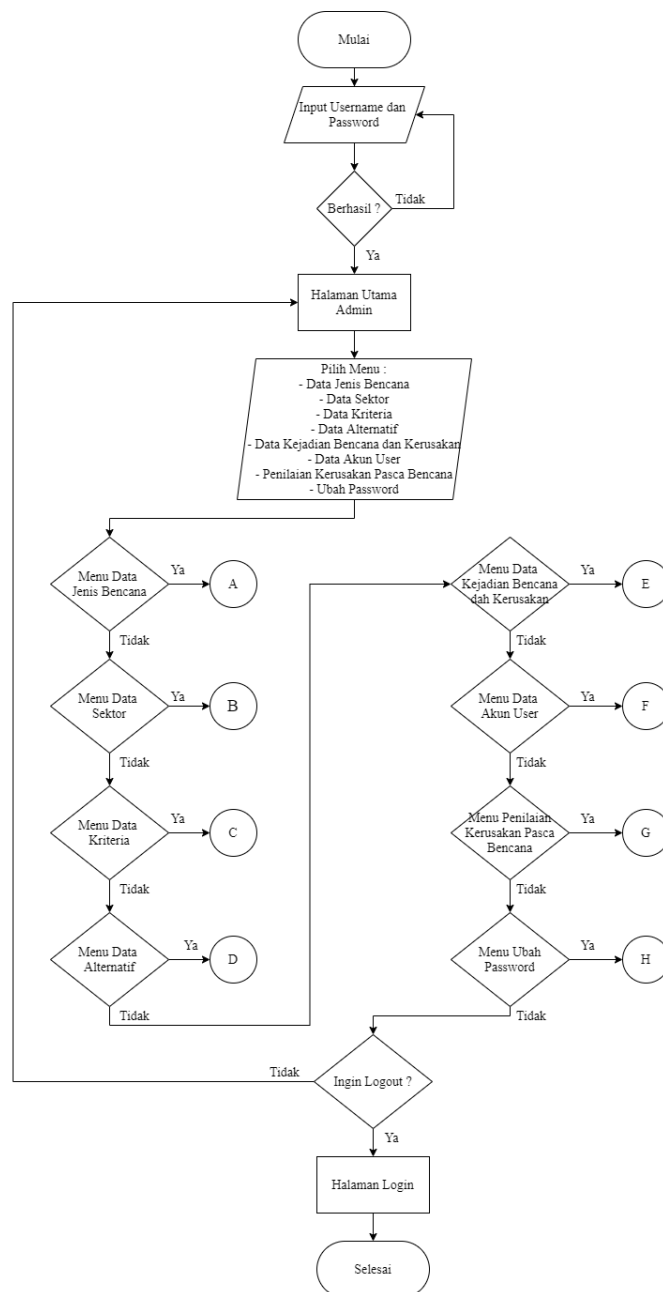 Mulai
Input Username dan
Password
Berhasil ?
Tidak
Ya
Halaman Utama
Admin
Pilih Menu :
- Data Jenis Bencana
- Data Sektor
- Data Kriteria
- Data Alternatif
- Data Kejadian Bencana dan Kerusakan
- Data Akun User
- Penilaian Kerusakan Pasca Bencana
- Ubah Password
Menu Data
Jenis Bencana
Ya
A
Tidak
Menu Data
Sektor
Ya
B
Tidak
Menu Data
Kriteria
Ya
C
Tidak
Menu Data
Alternatif
Ya
D
Tidak
Menu Data
Kejadian Bencana
dah Kerusakan
Ya
E
Tidak
Menu Data
Akun User
Ya
F
Tidak
Menu Penilaian
Kerusakan Pasca
Bencana
Ya
G
Tidak
Menu Ubah
Password
Ya
H
Tidak
Ingin Logout ?
Tidak
Ya
Halaman Login
Selesai